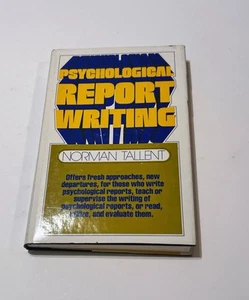 PSYCHOLOGICAL
REPORT
WRITING
NORMAN TALLENT
Offers fresh approaches, new
departures, for those who write
psychological reports, teach or
supervise the writing of
psychological reports, or read,
and evaluate them.